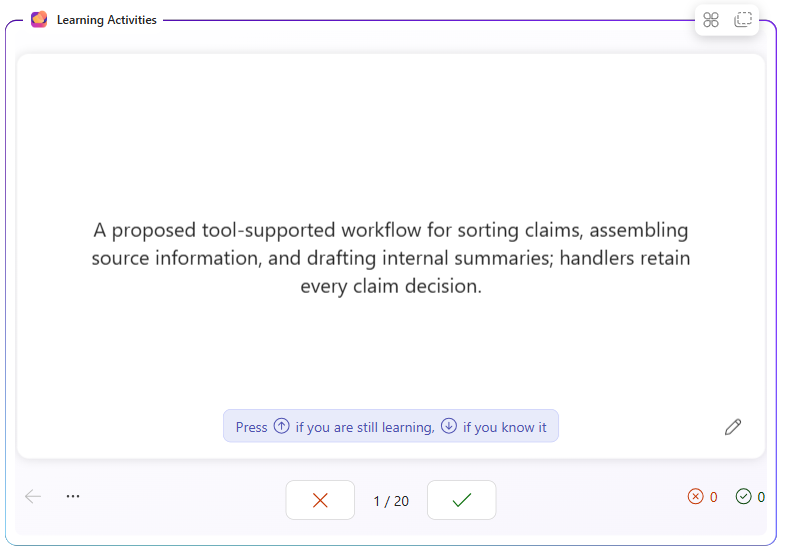 Learning Activities
A proposed tool-supported workflow for sorting claims, assembling
source information, and drafting internal summaries; handlers retain
every claim decision.
Press if you are still learning, if you know it
1 / 20
0
0